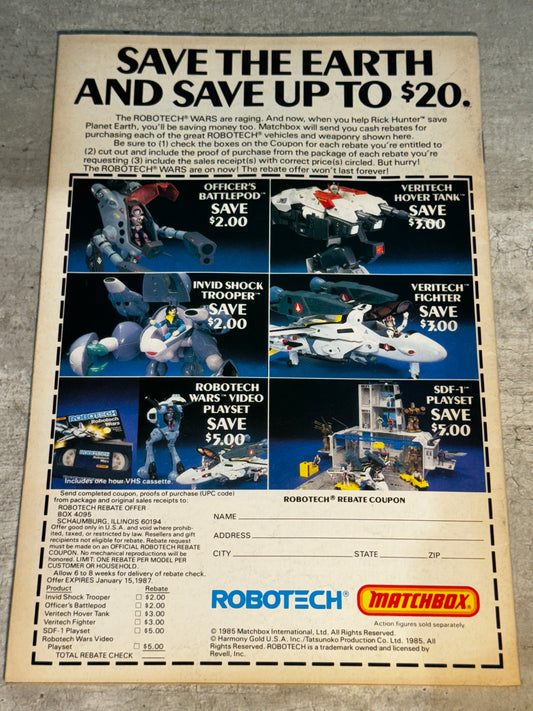 SAVE THE EARTH
AND SAVE UP TO $20.
The ROBOTECH® WARS are raging. And now, when you help Rick Hunter™ save
Planet Earth, you'll be saving money too. Matchbox will send you cash rebates for
purchasing each of the great ROBOTECH® vehicles and weaponry shown here.
Be sure to (1) check the boxes on the Coupon for each rebate you're entitled to
(2) cut out and include the proof of purchase from the package of each rebate you're
requesting (3) include the sales receipt(s) with correct price(s) circled. But hurry!
The ROBOTECH® WARS are on now! The rebate offer won't last forever!
OFFICER'S
BATTLEPOD™
SAVE
$2.00
VERITECH
HOVER TANK™
SAVE
$3.00
INVID SHOCK
TROOPER™
SAVE
$2.00
VERITECH™
FIGHTER
SAVE
$3.00
ROBOTECH
WARS™ VIDEO
PLAYSET
SAVE
$5.00
ROBOTECH
Wars
Includes one hour VHS cassette.
SDF-1™
PLAYSET
SAVE
$5.00
Send completed coupon, proofs of purchase (UPC code)
from package and original sales receipts to:
ROBOTECH REBATE OFFER
BOX 4095
SCHAUMBURG, ILLINOIS 60194
Offer good only in U.S.A. and void where prohib-
ited, taxed, or restricted by law. Resellers and gift
recipients not eligible for rebate. Rebate request
must be made on an OFFICIAL ROBOTECH REBATE
COUPON. No mechanical reproductions will be
honored. LIMIT: ONE REBATE PER MODEL PER
CUSTOMER OR HOUSEHOLD.
Allow 6 to 8 weeks for delivery of rebate check.
Offer EXPIRES January 15, 1987.
Product Rebate
Invid Shock Trooper $2.00
Officer's Battlepod $2.00
Veritech Hover Tank $3.00
Veritech Fighter $3.00
SDF-1 Playset $5.00
Robotech Wars Video
Playset $5.00
TOTAL REBATE CHECK
ROBOTECH® REBATE COUPON
NAME
ADDRESS
CITY STATE ZIP
ROBOTECH® MATCHBOX
Action figures sold separately.
© 1985 Matchbox International, Ltd. All Rights Reserved.
© Harmony Gold U.S.A. Inc./Tatsunoko Production Co. Ltd. 1985, All
Rights Reserved. ROBOTECH is a trademark owned and licensed by
Revell, Inc.